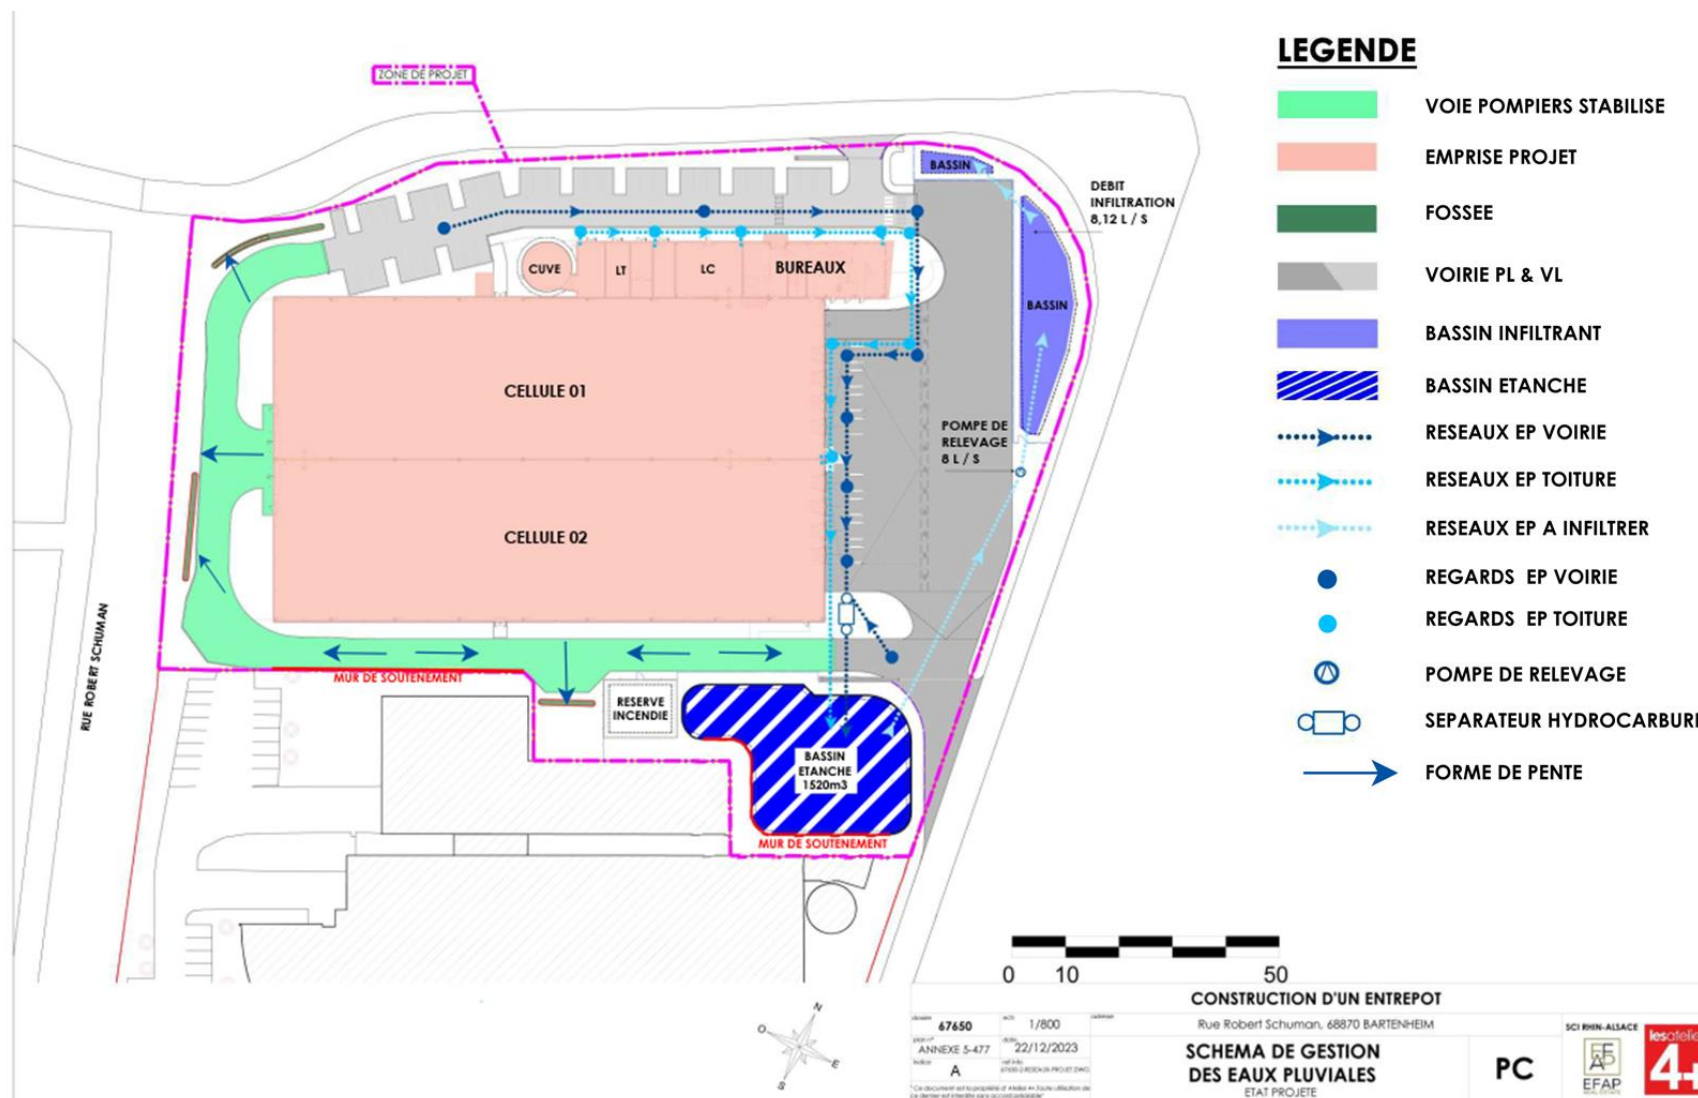 ZONE DE PROJET
BASSIN
DEBIT
INFILTRATION
8,12 L / S
CUVE
LT
LC
BUREAUX
BASSIN
CELLULE 01
POMPE DE
RELEVAGE
8 L / S
CELLULE 02
RUE ROBERT SCHUMAN
MUR DE SOUTENEMENT
RESERVE
INCENDIE
BASSIN
ETANCHE
1520m3
MUR DE SOUTENEMENT
LEGENDE
VOIE POMPIERS STABILISE
EMPRISE PROJET
FOSSEE
VOIRIE PL & VL
BASSIN INFILTRANT
BASSIN ETANCHE
RESEAUX EP VOIRIE
RESEAUX EP TOITURE
RESEAUX EP A INFILTRER
REGARDS EP VOIRIE
REGARDS EP TOITURE
POMPE DE RELEVAGE
SEPARATEUR HYDROCARBURE
FORME DE PENTE
0 10 50
N
O
E
S
CONSTRUCTION D'UN ENTREPOT
67650
1/800
Rue Robert Schuman, 68870 BARTENHEIM
ANNEXE 5-477
22/12/2023
A
SCHEMA DE GESTION
DES EAUX PLUVIALES
ETAT PROJETE
PC
SCI RHIN-ALSACE
EFAP
lesatelie
4+